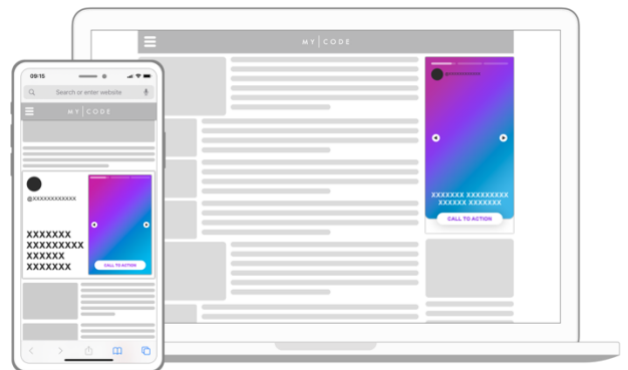 MY|CODE
@XXXXXXXXXXXX
XXXXXXX XXXXXXXXX
XXXXXX XXXXXXX
CALL TO ACTION
09:15
Search or enter website
MY|CODE
@XXXXXXXXXXXX
XXXXXXX
XXXXXXXXX
XXXXXX
XXXXXXX
CALL TO ACTION